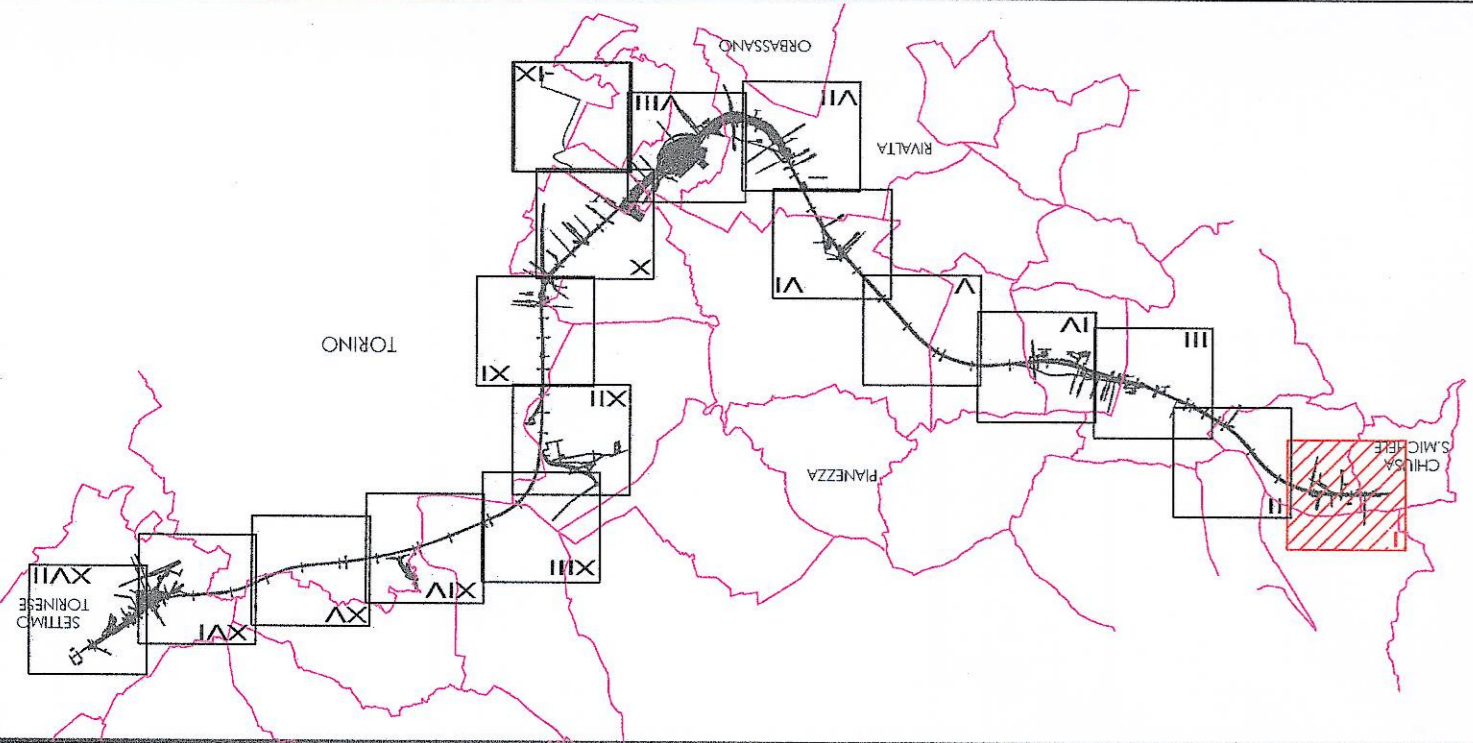 XVI
XV
SETTIMO
TORINESE
XIV
XVII
XIII
I
II
PIANEZZA
CHIUSA
S.MICHELE
XII
XI
TORINO
III
IV
V
VI
X
RIVALTA
VIII
VII
IX
ORBASSANO